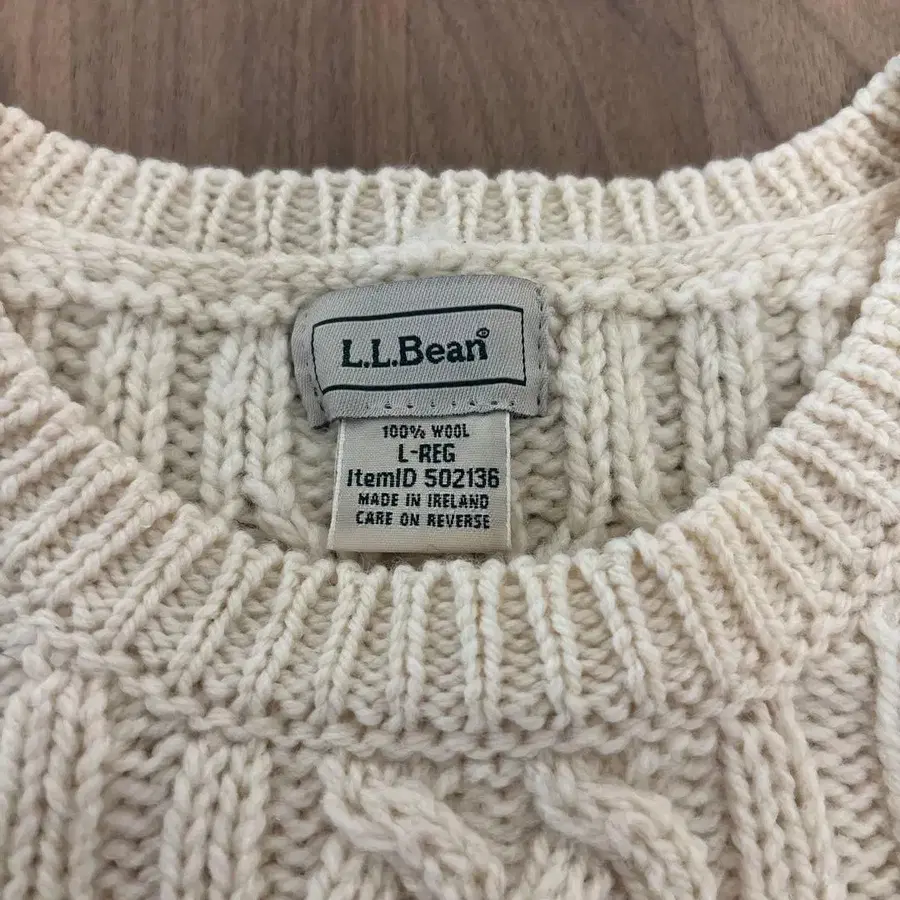 L.L.Bean®
100% WOOL
L-REG
ItemID 502136
MADE IN IRELAND
CARE ON REVERSE